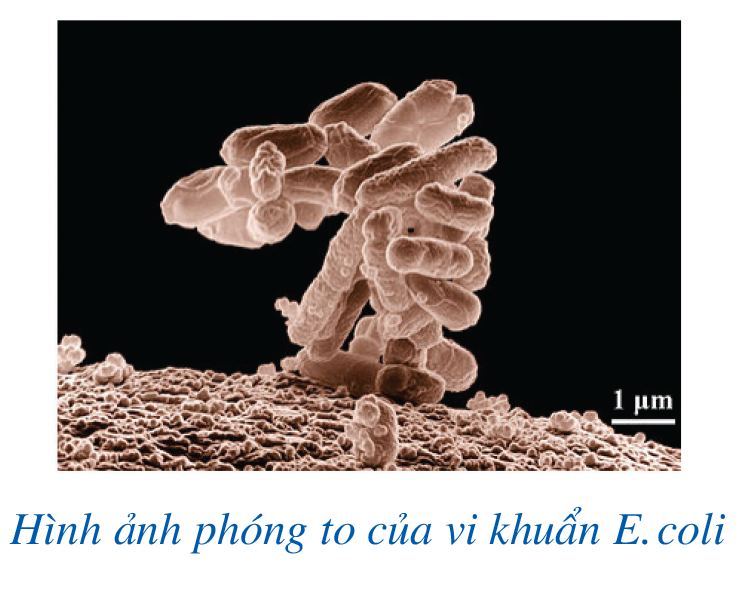 1 μm
Hình ảnh phóng to của vi khuẩn E. coli